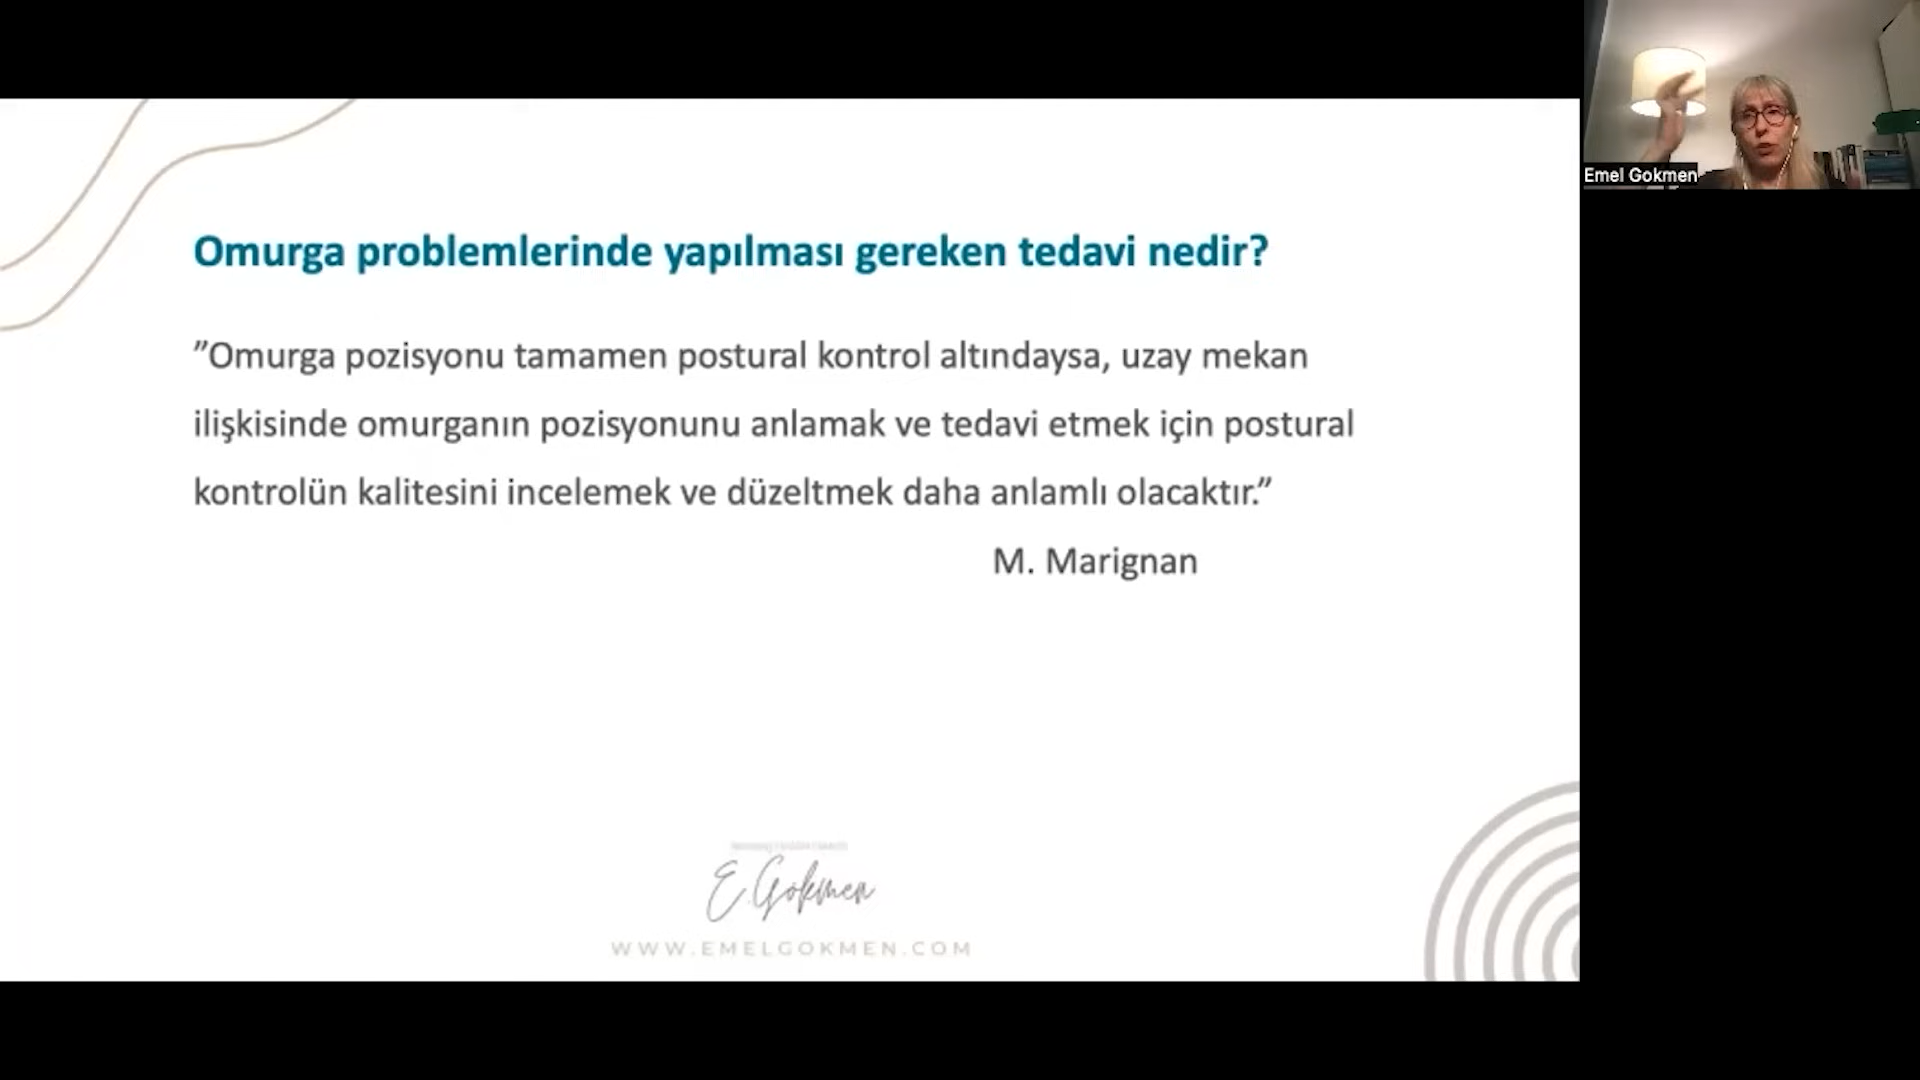 Omurga problemlerinde yapılması gereken tedavi nedir?
”Omurga pozisyonu tamamen postural kontrol altındaysa, uzay mekan
ilişkisinde omurganın pozisyonunu anlamak ve tedavi etmek için postural
kontrolün kalitesini incelemek ve düzeltmek daha anlamlı olacaktır.”
M. Marignan
E.Gökmen
WWW.EMELGOKMEN.COM
Emel Gokmen